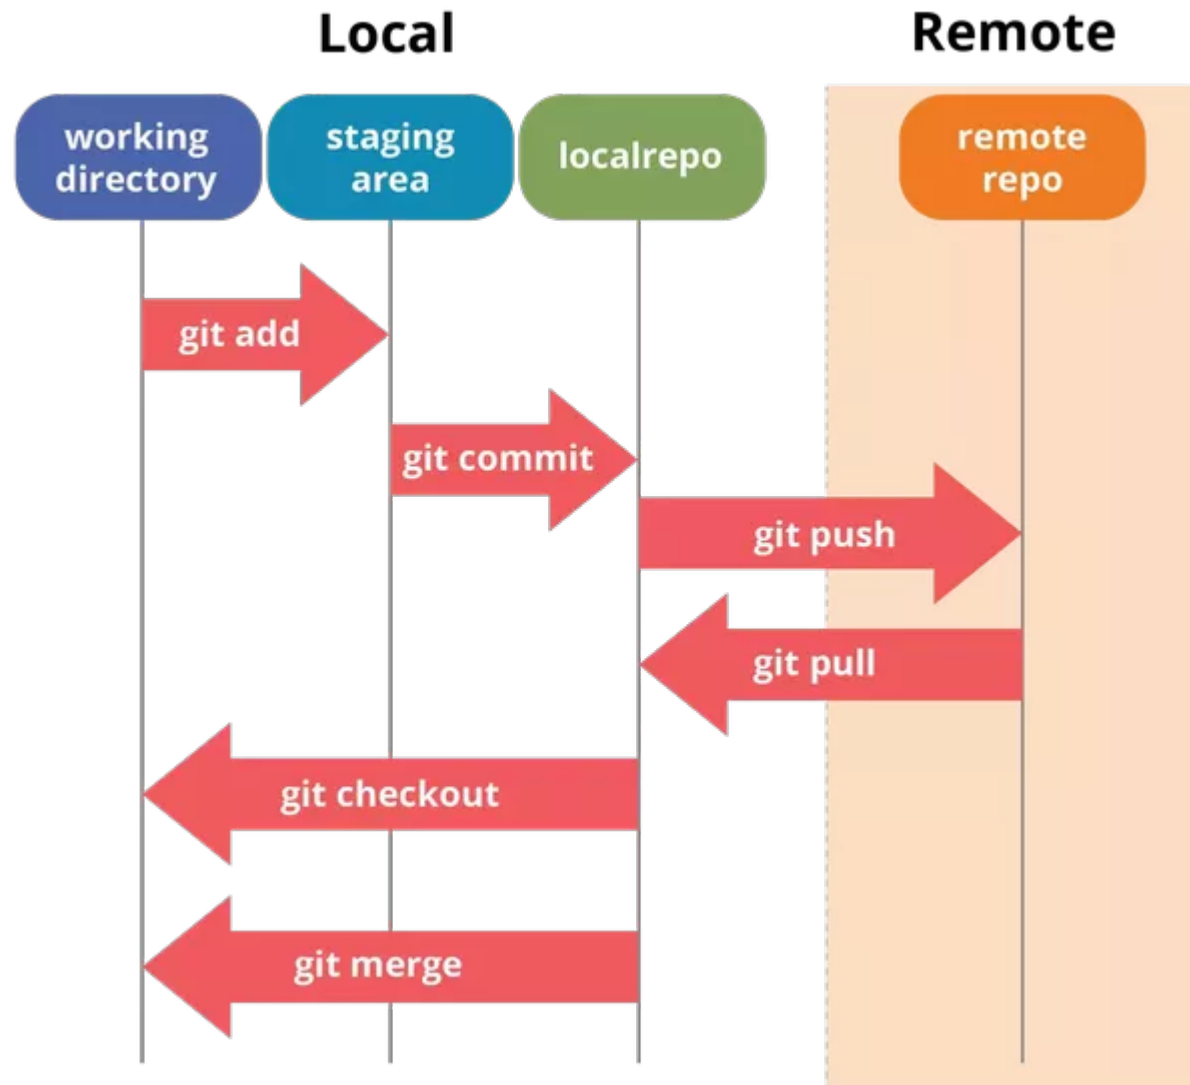 Local
Remote
working
directory
staging
area
localrepo
remote
repo
git add
git commit
git push
git pull
git checkout
git merge